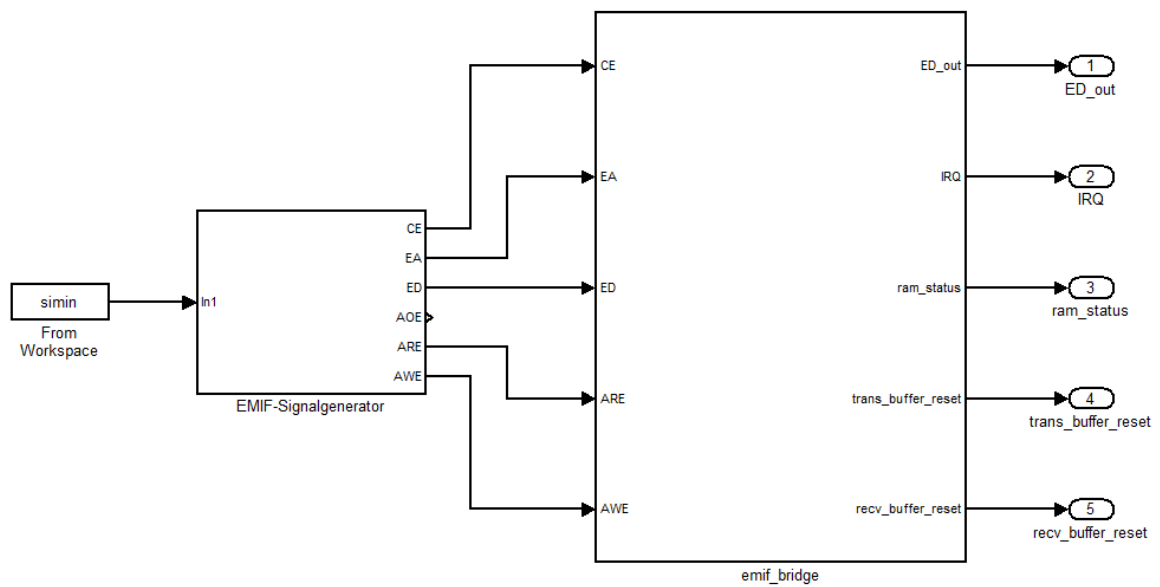 simin
From
Workspace
In1
CE
EA
ED
AOE
ARE
AWE
EMIF-Signalgenerator
CE
EA
ED
ARE
AWE
ED_out
IRQ
ram_status
trans_buffer_reset
recv_buffer_reset
emif_bridge
1
ED_out
2
IRQ
3
ram_status
4
trans_buffer_reset
5
recv_buffer_reset